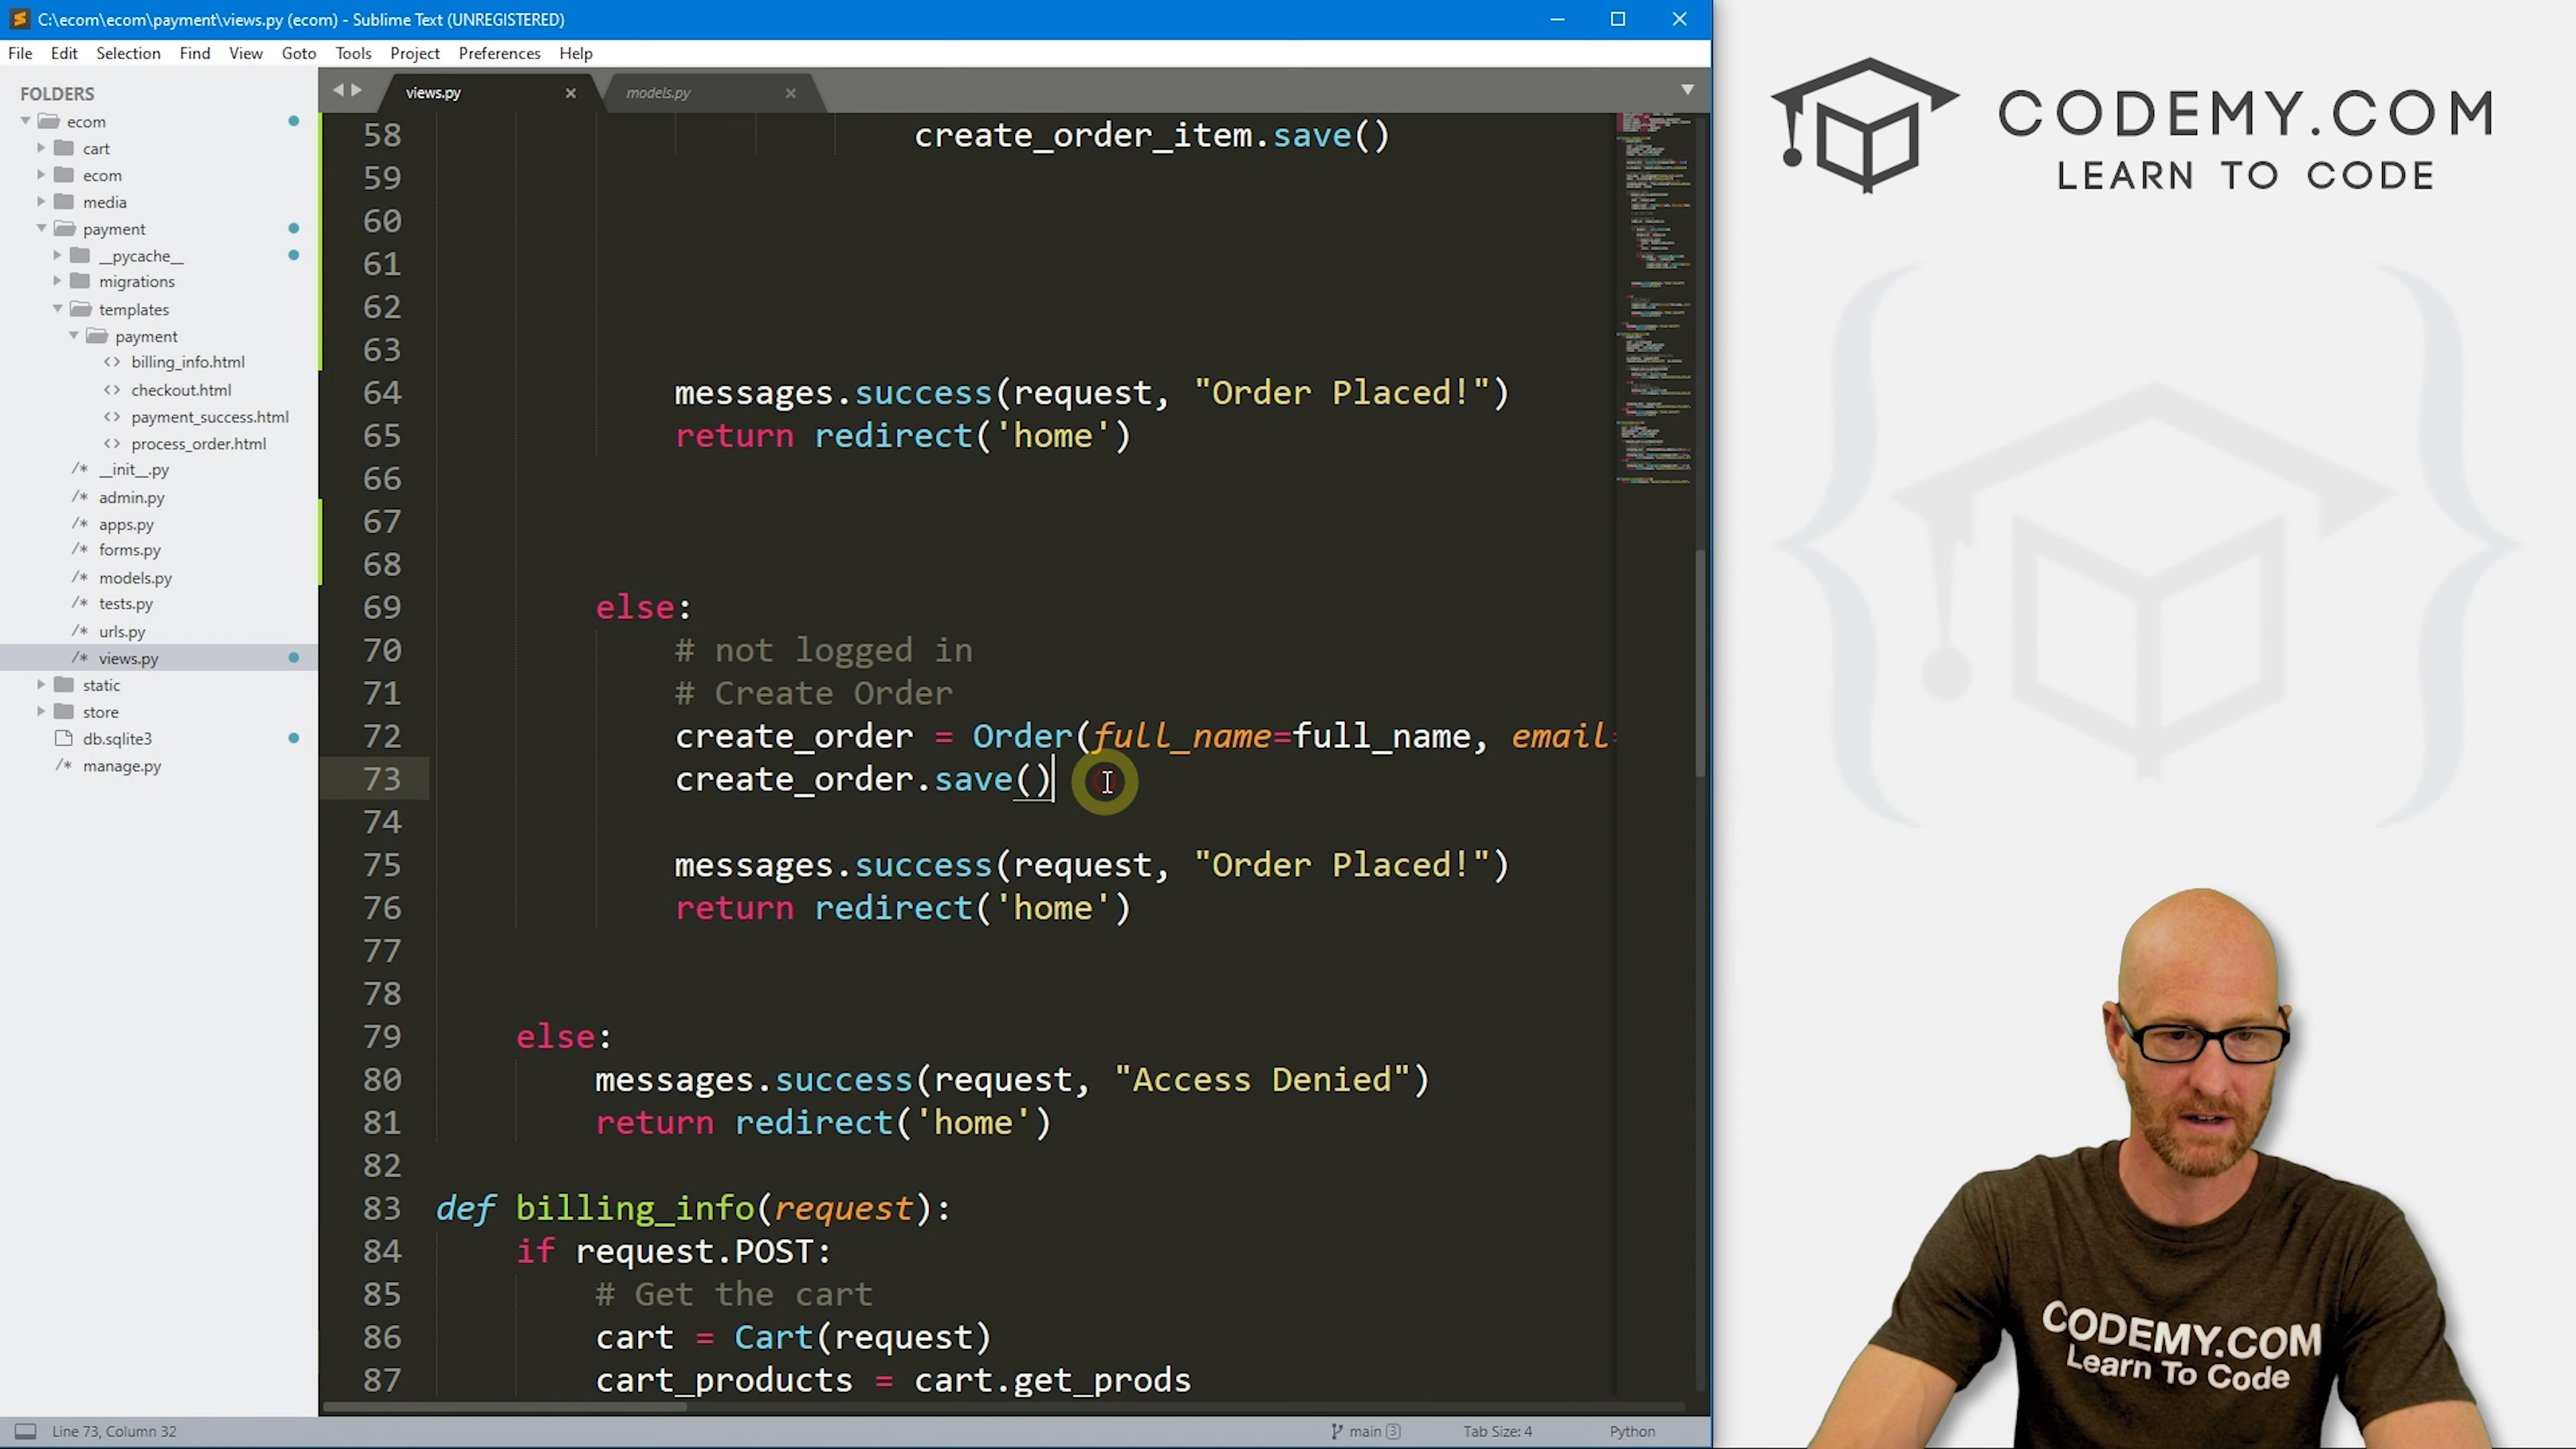 C:\ecom\ecom\payment\views.py (ecom) - Sublime Text (UNREGISTERED)
File Edit Selection Find View Goto Tools Project Preferences Help
FOLDERS
ecom
cart
ecom
media
payment
__pycache__
migrations
templates
payment
<> billing_info.html
<> checkout.html
<> payment_success.html
<> process_order.html
/* __init__.py
/* admin.py
/* apps.py
/* forms.py
/* models.py
/* tests.py
/* urls.py
/* views.py
static
store
db.sqlite3
/* manage.py
views.py
models.py
58 create_order_item.save()
59
60
61
62
63
64 messages.success(request, "Order Placed!")
65 return redirect('home')
66
67
68
69 else:
70 # not logged in
71 # Create Order
72 create_order = Order(full_name=full_name, email=
73 create_order.save()
74
75 messages.success(request, "Order Placed!")
76 return redirect('home')
77
78
79 else:
80 messages.success(request, "Access Denied")
81 return redirect('home')
82
83 def billing_info(request):
84 if request.POST:
85 # Get the cart
86 cart = Cart(request)
87 cart_products = cart.get_prods
Line 73, Column 32
main 3
Tab Size: 4
Python
CODEMY.COM
LEARN TO CODE
CODEMY.COM
Learn To Code